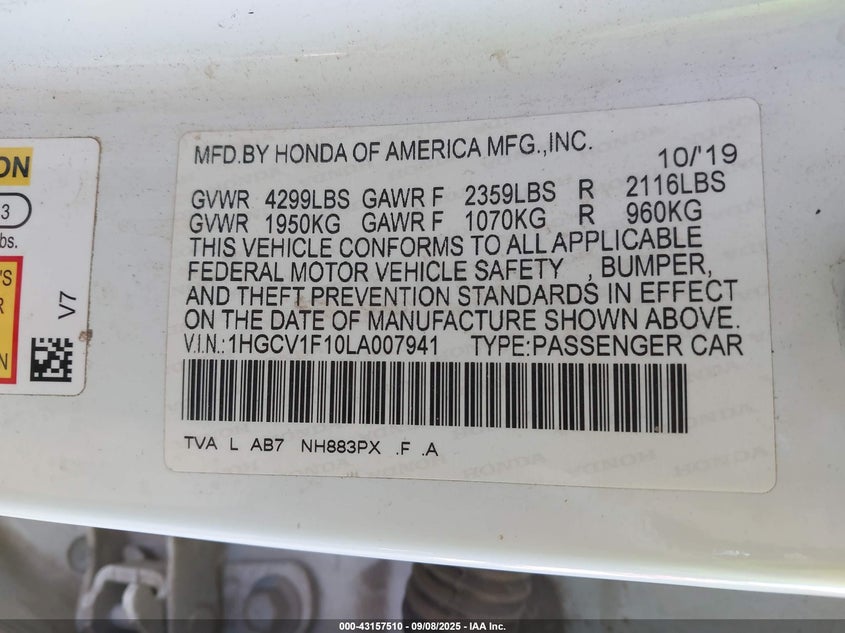 ON
3
bs.
'S
R
N
V7
MFD.BY HONDA OF AMERICA MFG.,INC. 10/'19
GVWR 4299LBS GAWR F 2359LBS R 2116LBS
GVWR 1950KG GAWR F 1070KG R 960KG
THIS VEHICLE CONFORMS TO ALL APPLICABLE
FEDERAL MOTOR VEHICLE SAFETY , BUMPER,
AND THEFT PREVENTION STANDARDS IN EFFECT
ON THE DATE OF MANUFACTURE SHOWN ABOVE.
V.I.N.:1HGCV1F10LA007941 TYPE:PASSENGER CAR
TVA L AB7 NH883PX .F .A
000-43157510 - 09/08/2025 - IAA Inc.